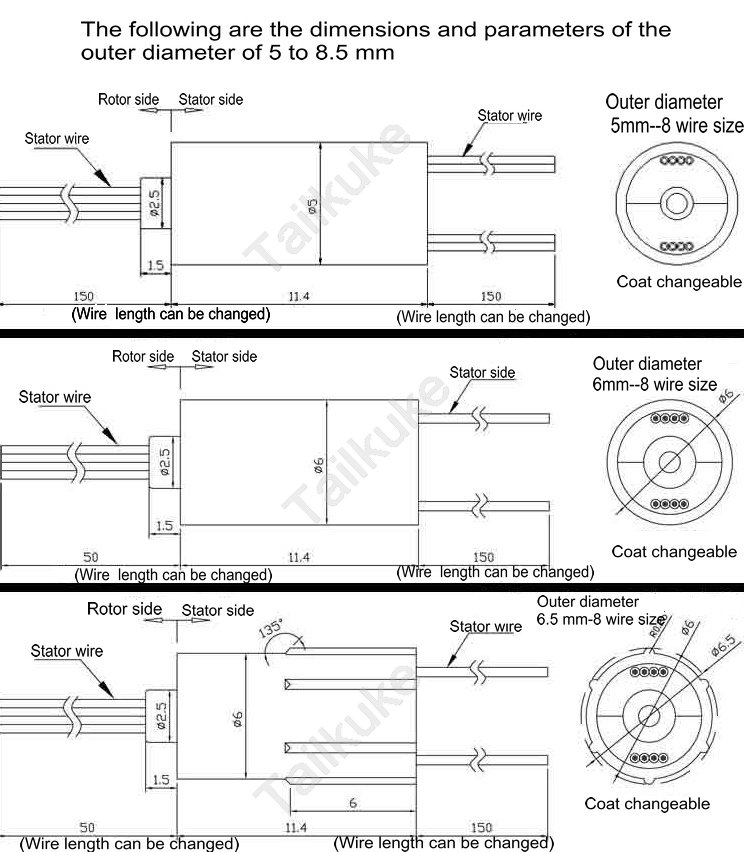 The following are the dimensions and parameters of the
outer diameter of 5 to 8.5 mm
Rotor side Stator side
Stator wire
Stator wire
Outer diameter
5mm--8 wire size
Ø2.5
Ø5
1.5
150
11.4
150
(Wire length can be changed)
(Wire length can be changed)
Coat changeable
Tailkuke
Rotor side Stator side
Stator wire
Stator side
Outer diameter
6mm--8 wire size
Ø6
Ø2.5
Ø6
1.5
50
11.4
150
(Wire length can be changed)
(Wire length can be changed)
Coat changeable
Tailkuke
Rotor side Stator side
Stator wire
135°
Stator wire
Outer diameter
6.5 mm-8 wire size
Ø6
Ø6.5
Ø2.5
Ø6
1.5
6
50
11.4
150
(Wire length can be changed)
(Wire length can be changed)
Coat changeable
Tailkuke